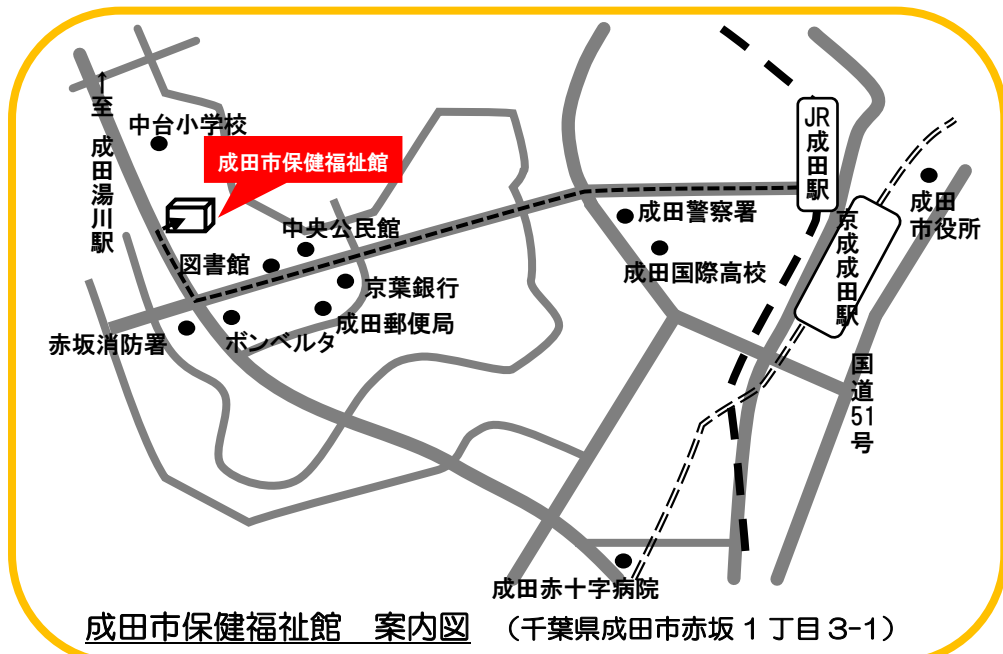 ↑至 成田湯川駅
中台小学校
成田市保健福祉館
中央公民館
図書館
京葉銀行
成田郵便局
ボンベルタ
赤坂消防署
JR成田駅
成田警察署
成田国際高校
京成成田駅
成田
市役所
国道51号
成田赤十字病院
成田市保健福祉館 案内図 （千葉県成田市赤坂1丁目3-1）